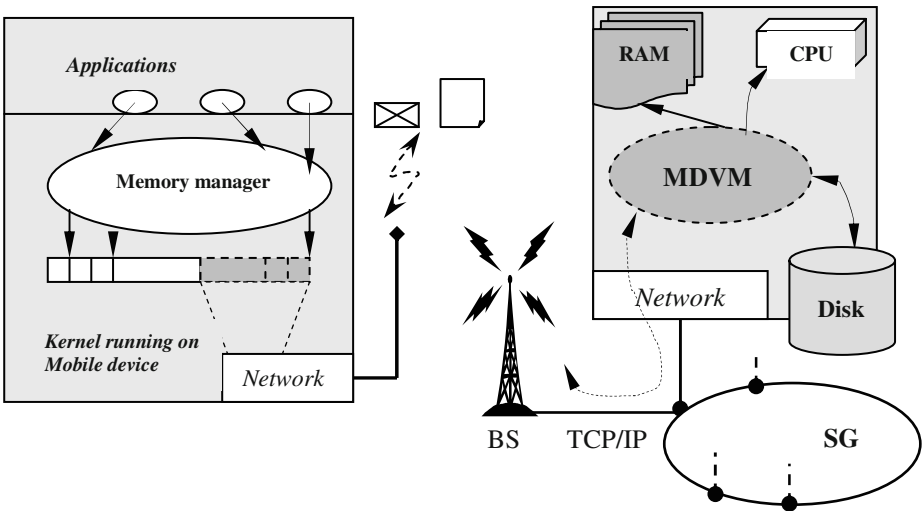 Applications
Memory manager
Kernel running on
Mobile device
Network
RAM
CPU
MDVM
Network
Disk
BS
TCP/IP
SG